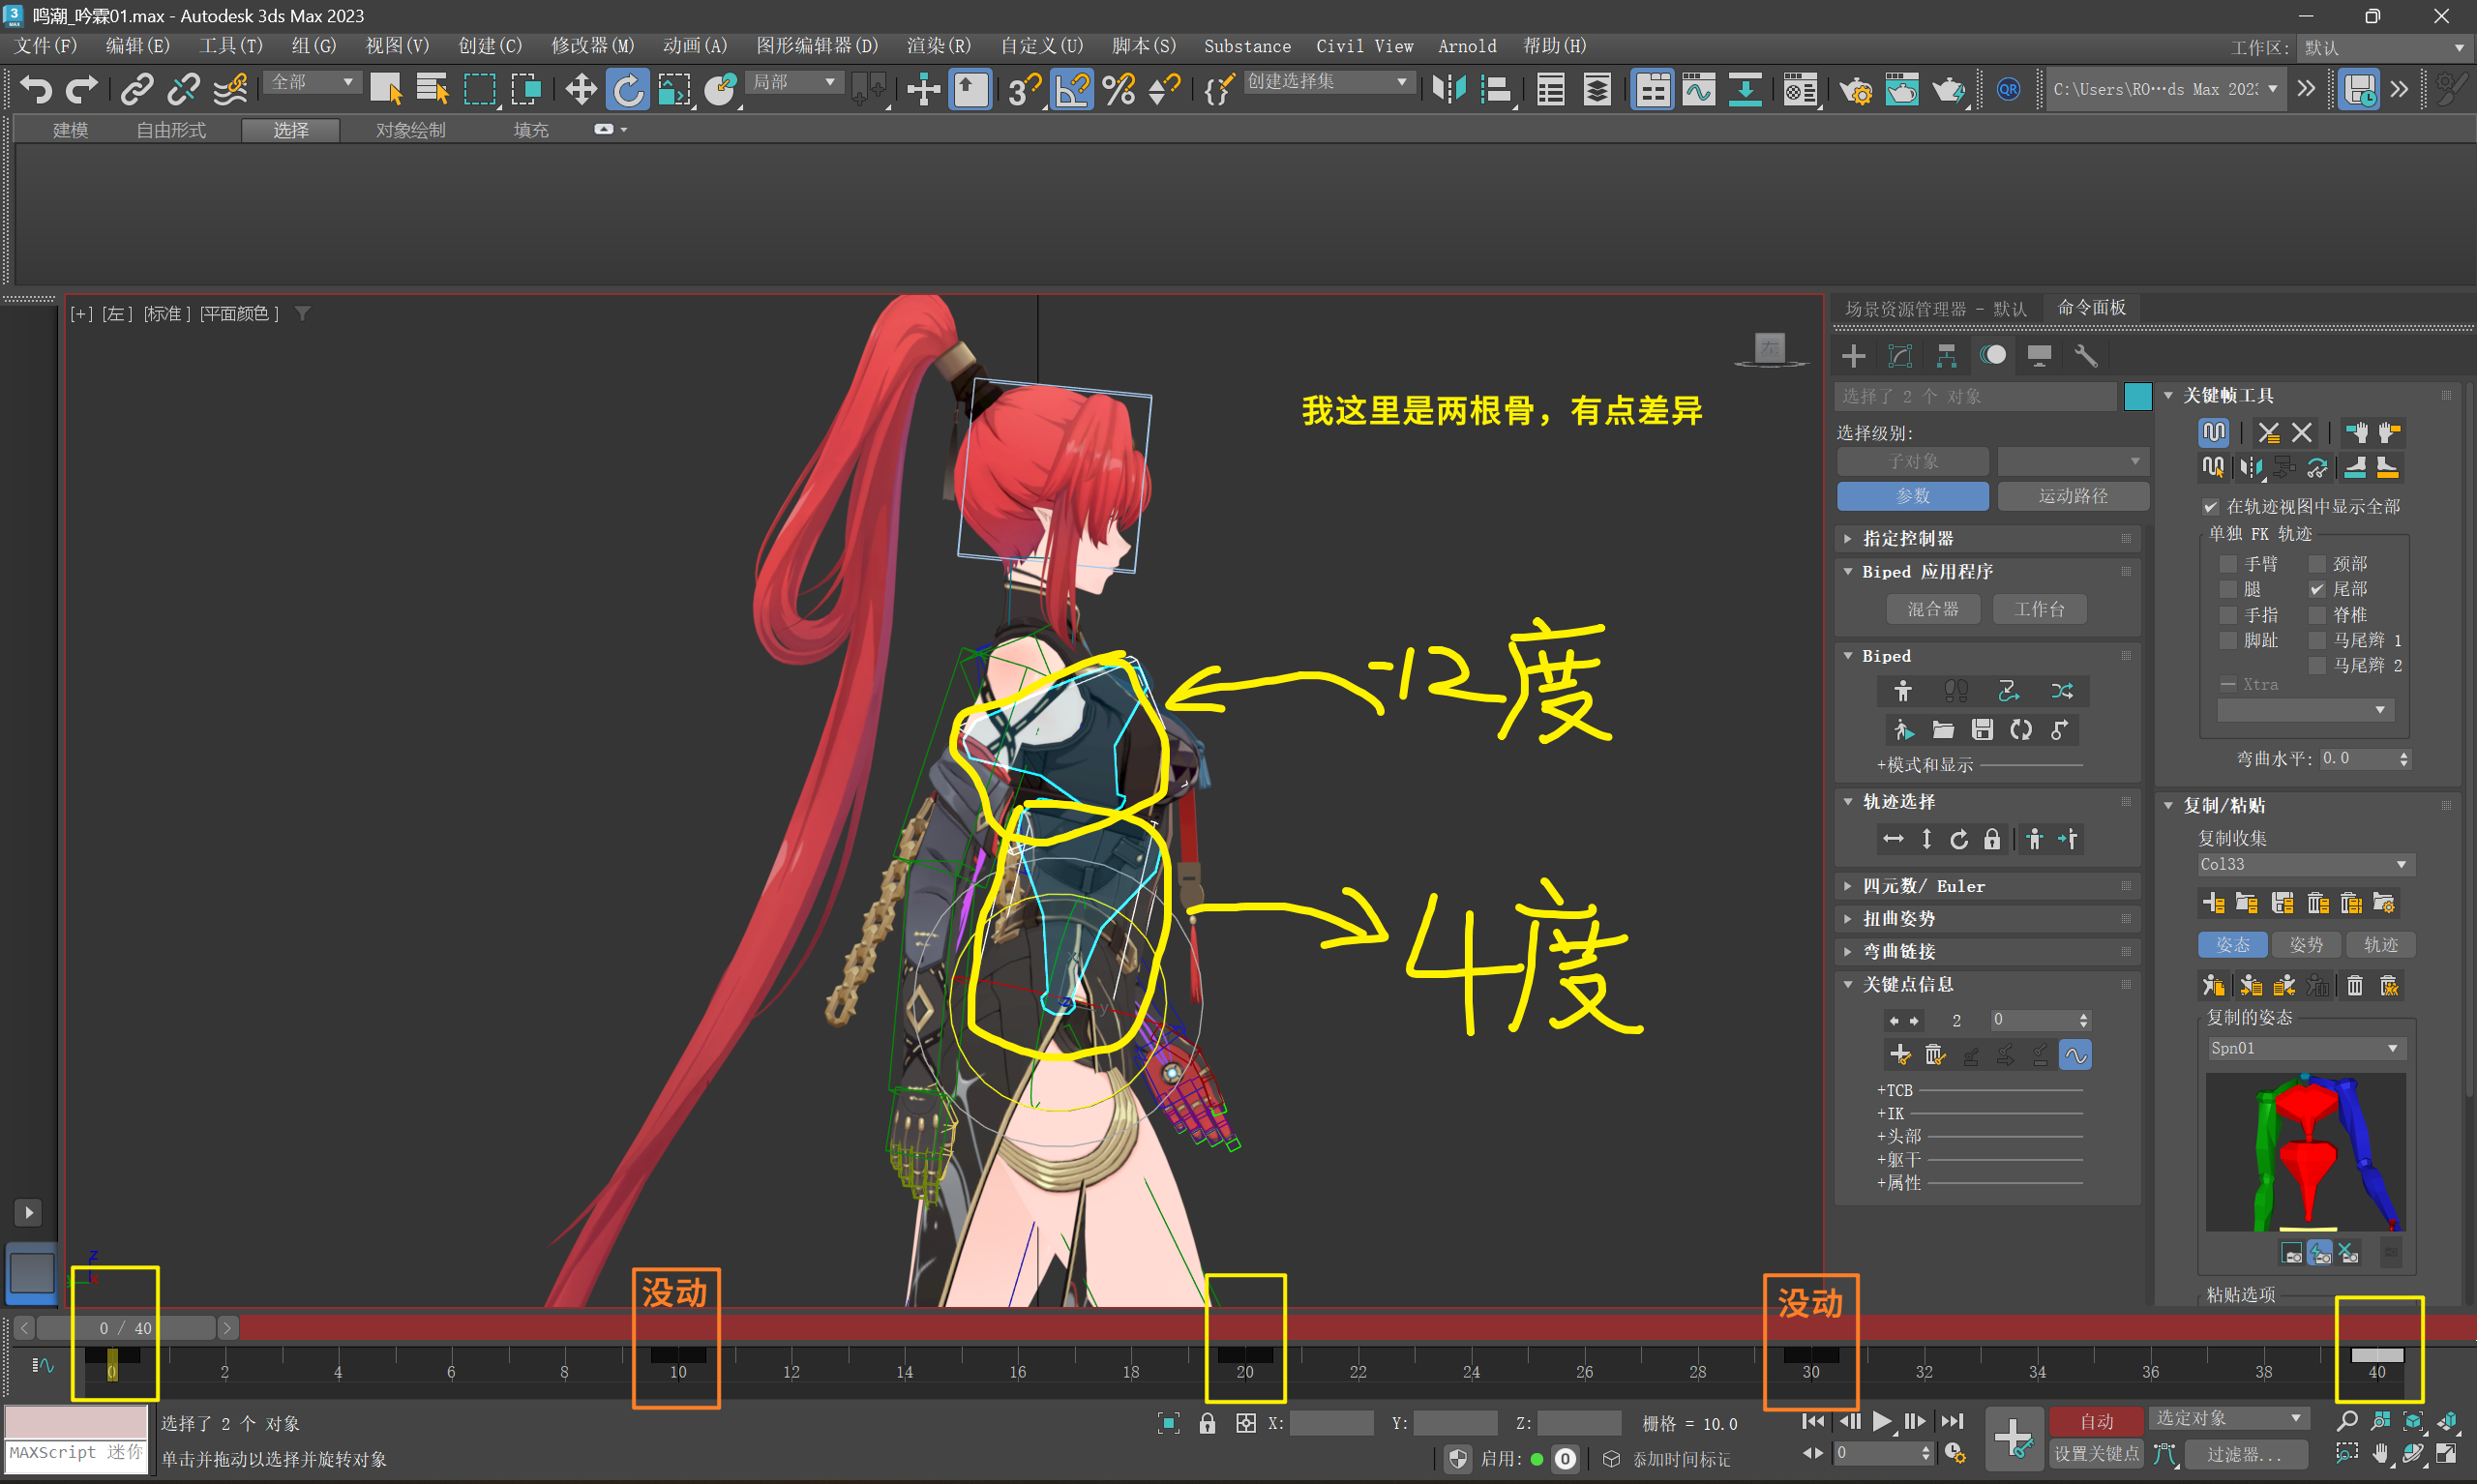 鸣潮_吟霖01.max - Autodesk 3ds Max 2023
文件(F) 编辑(E) 工具(T) 组(G) 视图(V) 创建(C) 修改器(M) 动画(A) 图形编辑器(D) 渲染(R) 自定义(U) 脚本(S) Substance Civil View Arnold 帮助(H)
工作区: 默认
全部 局部 创建选择集 QR C:\Users\RO···ds Max 202
建模 自由形式 选择 对象绘制 填充
[+] [左] [标准] [平面颜色]
左
我这里是两根骨，有点差异
-12度
4度
场景资源管理器 - 默认 命令面板
选择了 2 个 对象
选择级别:
子对象
参数 运动路径
指定控制器
Biped 应用程序
混合器 工作台
Biped
+模式和显示
轨迹选择
四元数/ Euler
扭曲姿势
弯曲链接
关键点信息
2 0
+TCB
+IK
+头部
+躯干
+属性
关键帧工具
在轨迹视图中显示全部
单独 FK 轨迹
手臂 颈部
腿 尾部
手指 脊椎
脚趾 马尾辫 1
马尾辫 2
Xtra
弯曲水平: 0.0
复制/粘贴
复制收集
Col33
姿态 姿势 轨迹
复制的姿态
Spn01
粘贴选项
没动 没动
0 / 40
0 2 4 6 8 10 12 14 16 18 20 22 24 26 28 30 32 34 36 38 40
选择了 2 个 对象
X: Y: Z: 栅格 = 10.0
自动 选定对象
MAXScript 迷你
单击并拖动以选择并旋转对象
启用: 0 添加时间标记
0
设置关键点 过滤器...